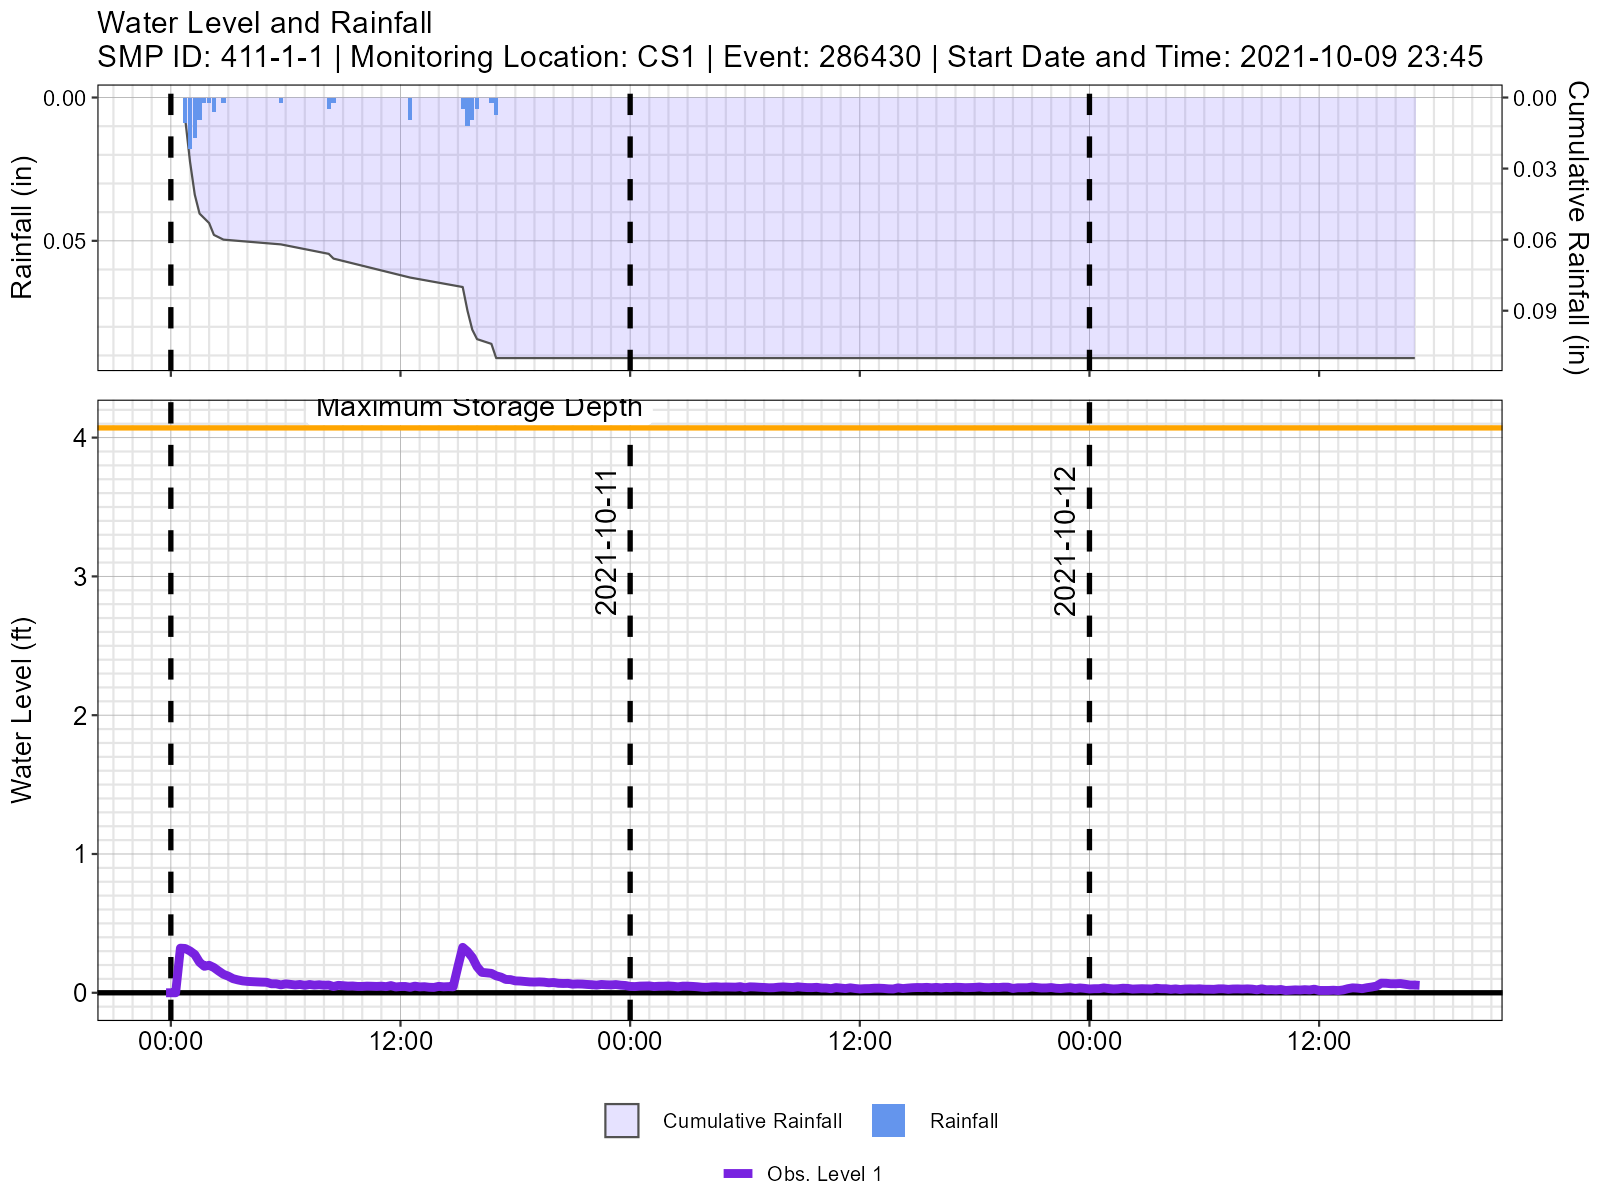 Water Level and Rainfall
SMP ID: 411-1-1 | Monitoring Location: CS1 | Event: 286430 | Start Date and Time: 2021-10-09 23:45
0.00
0.05
Rainfall (in)
0.00
0.03
0.06
0.09
Cumulative Rainfall (in)
Maximum Storage Depth
2021-10-11
2021-10-12
4
3
2
1
0
Water Level (ft)
00:00 12:00 00:00 12:00 00:00 12:00
Cumulative Rainfall Rainfall
Obs. Level 1